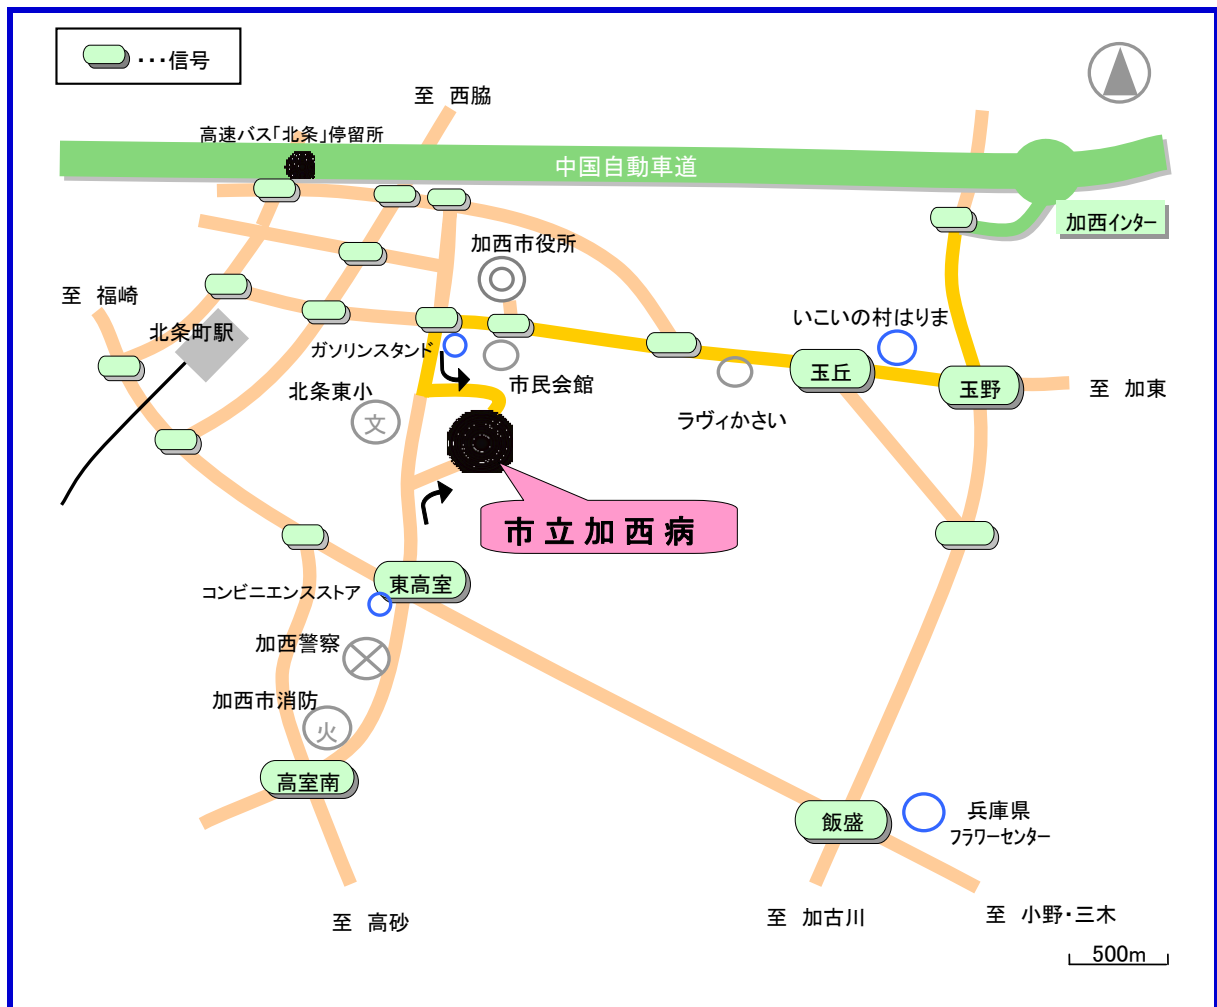 ・・・信号
至 西脇
高速バス｢北条｣停留所
中国自動車道
加西インター
加西市役所
至 福崎
北条町駅
ガソリンスタンド
いこいの村はりま
玉丘
玉野
至 加東
市民会館
北条東小
文
ラヴィかさい
市立加西病
東高室
コンビニエンスストア
加西警察
加西市消防
火
高室南
飯盛
兵庫県
フラワーセンター
至 高砂
至 加古川
至 小野・三木
500m